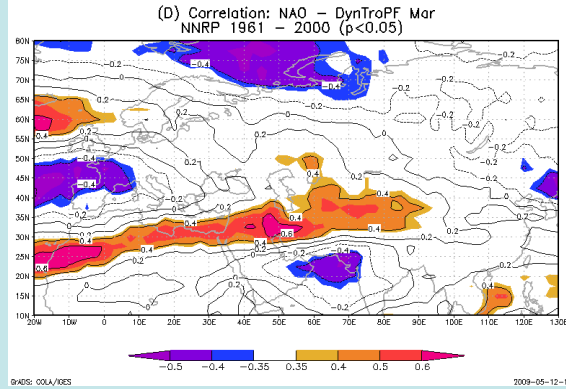 (D) Correlation: NAO – DynTroPF Mar
NNRP 1961 – 2000 (p<0.05)
80N
75N
70N
65N
60N
55N
50N
45N
40N
35N
30N
25N
20N
15N
10N
20W 10W 0 10E 20E 30E 40E 50E 60E 70E 80E 90E 100E 110E 120E 130E
-0.5 -0.4 -0.35 0.35 0.4 0.5 0.6
GrADS: COLA/IGES
2009-05-12-1